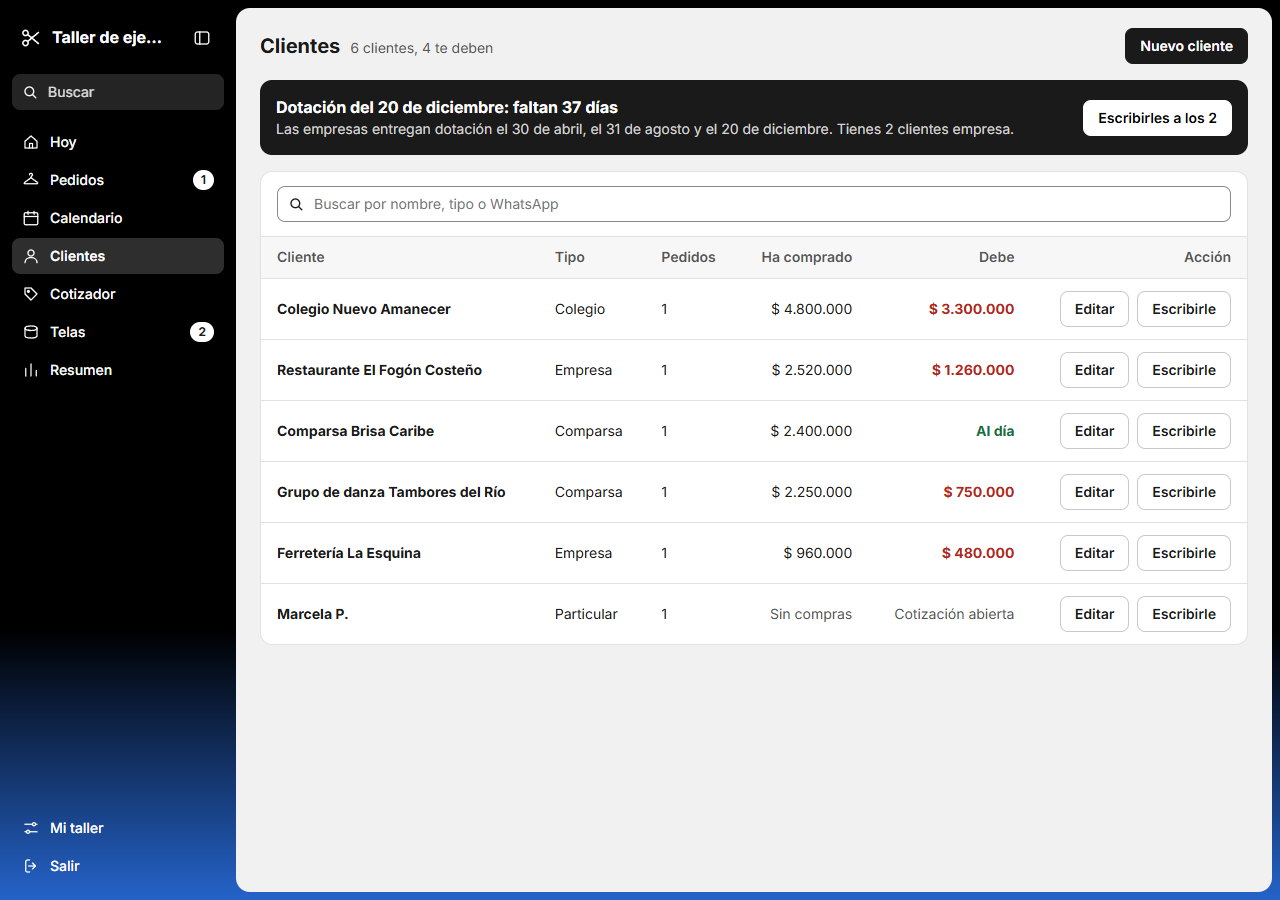 Taller de eje...
Buscar
Hoy
Pedidos 1
Calendario
Clientes
Cotizador
Telas 2
Resumen
Mi taller
Salir
Clientes 6 clientes, 4 te deben
Nuevo cliente
Dotación del 20 de diciembre: faltan 37 días
Las empresas entregan dotación el 30 de abril, el 31 de agosto y el 20 de diciembre. Tienes 2 clientes empresa.
Escribirles a los 2
Buscar por nombre, tipo o WhatsApp
Cliente Tipo Pedidos Ha comprado Debe Acción
Colegio Nuevo Amanecer Colegio 1 $ 4.800.000 $ 3.300.000 Editar Escribirle
Restaurante El Fogón Costeño Empresa 1 $ 2.520.000 $ 1.260.000 Editar Escribirle
Comparsa Brisa Caribe Comparsa 1 $ 2.400.000 Al día Editar Escribirle
Grupo de danza Tambores del Río Comparsa 1 $ 2.250.000 $ 750.000 Editar Escribirle
Ferretería La Esquina Empresa 1 $ 960.000 $ 480.000 Editar Escribirle
Marcela P. Particular 1 Sin compras Cotización abierta Editar Escribirle